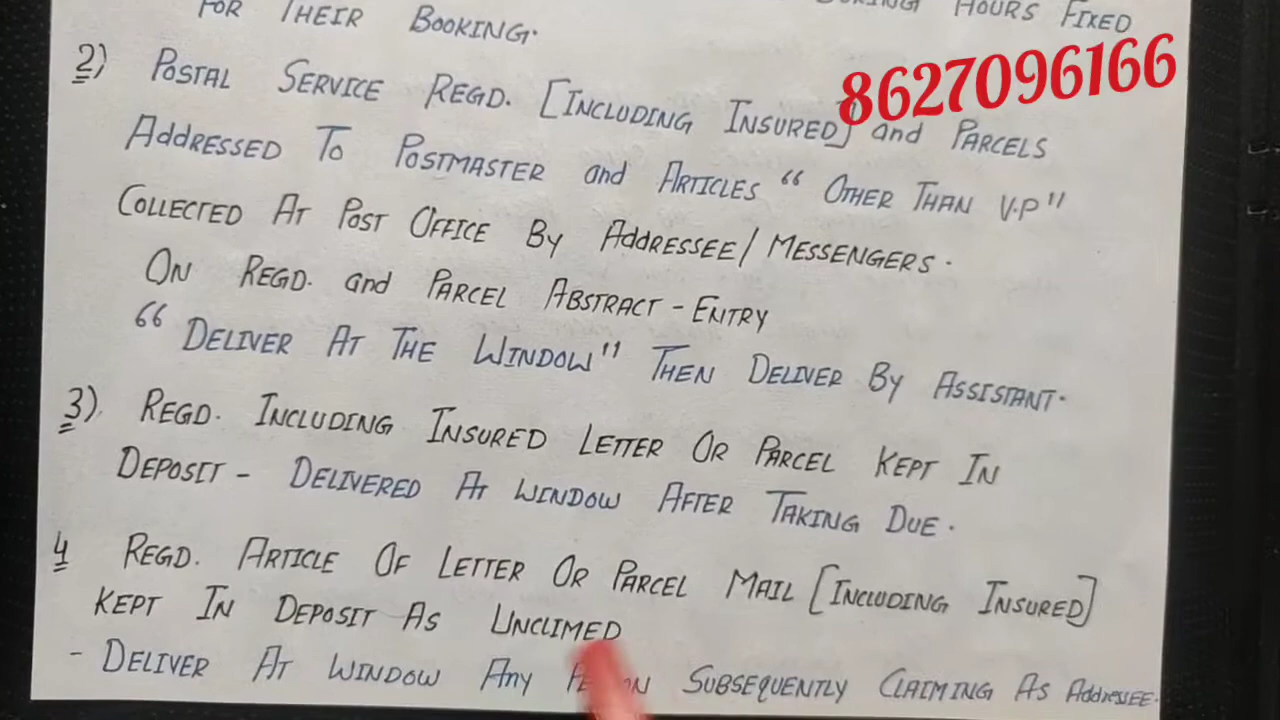 HOURS FIXED
FOR THEIR BOOKING.
8627096166
2) POSTAL SERVICE REGD. [INCLUDING INSURED] and PARCELS
ADDRESSED TO POSTMASTER and ARTICLES “ OTHER THAN V.P"
COLLECTED AT POST OFFICE BY ADDRESSEE/MESSENGERS.
ON REGD. and PARCEL ABSTRACT - ENTRY
“ DELIVER AT THE WINDOW" THEN DELIVER BY ASSISTANT.
3) REGD. INCLUDING INSURED LETTER OR PARCEL KEPT IN
DEPOSIT - DELIVERED AT WINDOW AFTER TAKING DUE.
4 REGD. ARTICLE OF LETTER OR PARCEL MAIL [INCLUDING INSURED]
KEPT IN DEPOSIT AS UNCLIMED
- DELIVER AT WINDOW ANY SUBSEQUENTLY CLAIMING AS ADDRESSEE.